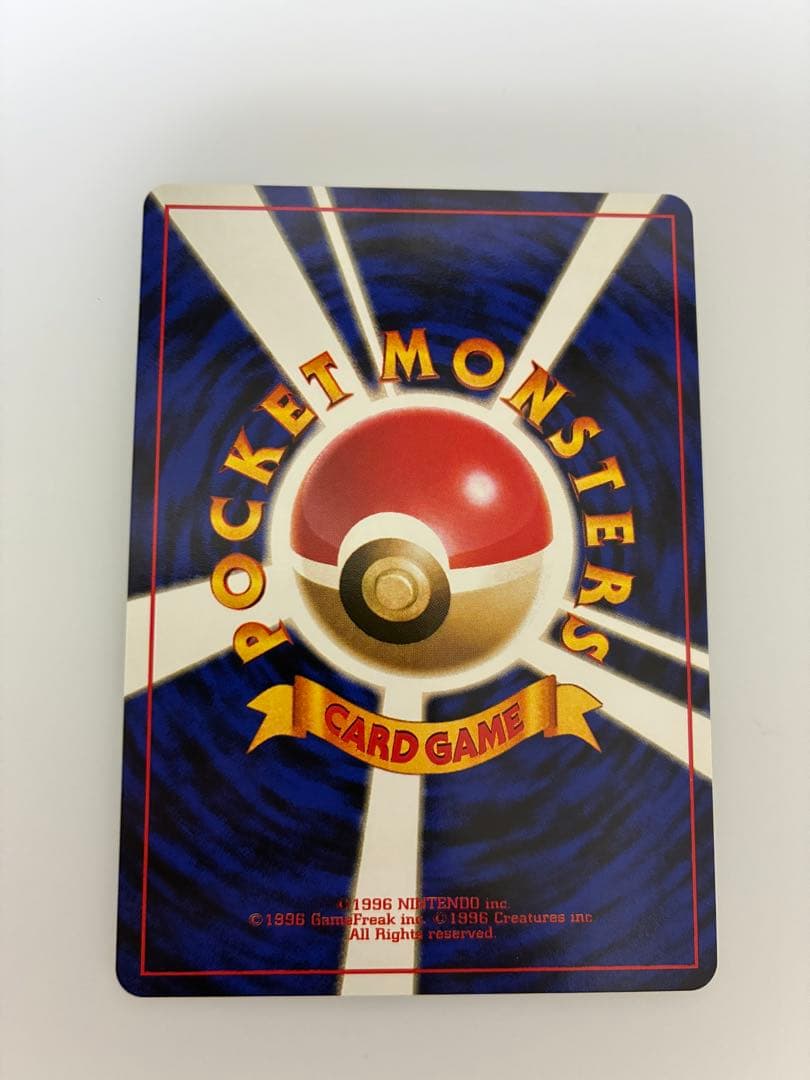 POCKET MONSTERS
CARD GAME
©1996 NINTENDO inc.
©1996 GameFreak inc. ©1996 Creatures inc
All Rights reserved.